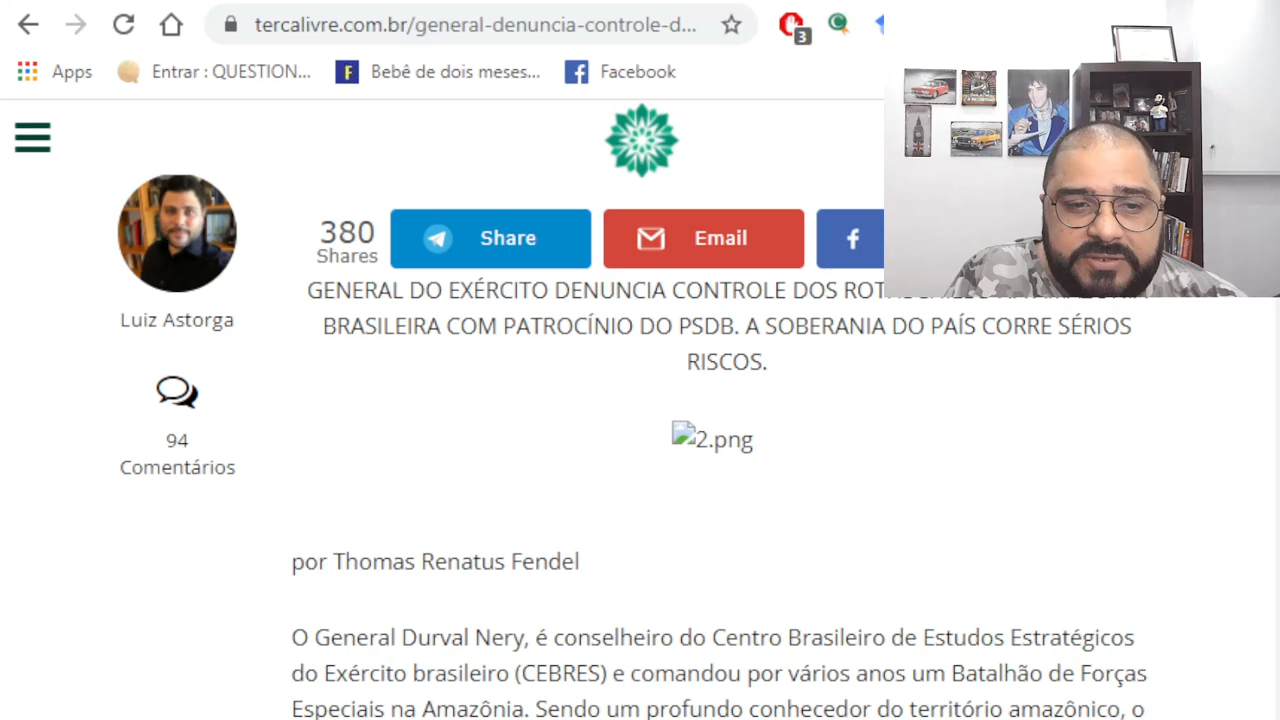 tercalivre.com.br/general-denuncia-controle-d...
3
Apps
Entrar : QUESTION...
Bebê de dois meses...
Facebook
Luiz Astorga
94
Comentários
380
Shares
Share
Email
GENERAL DO EXÉRCITO DENUNCIA CONTROLE DOS
BRASILEIRA COM PATROCÍNIO DO PSDB. A SOBERANIA DO PAÍS CORRE SÉRIOS
RISCOS.
2.png
por Thomas Renatus Fendel
O General Durval Nery, é conselheiro do Centro Brasileiro de Estudos Estratégicos
do Exército brasileiro (CEBRES) e comandou por vários anos um Batalhão de Forças
Especiais na Amazônia. Sendo um profundo conhecedor do território amazônico, o